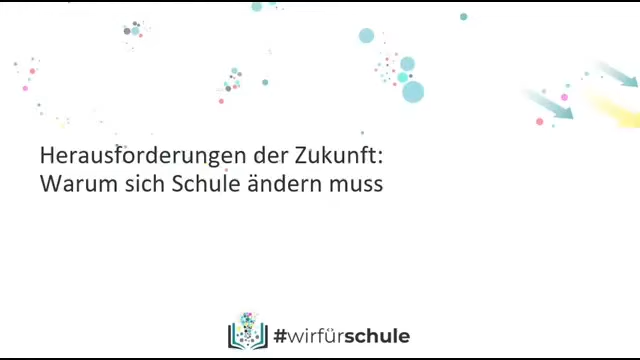 Herausforderungen der Zukunft:
Warum sich Schule ändern muss
#wirfürschule